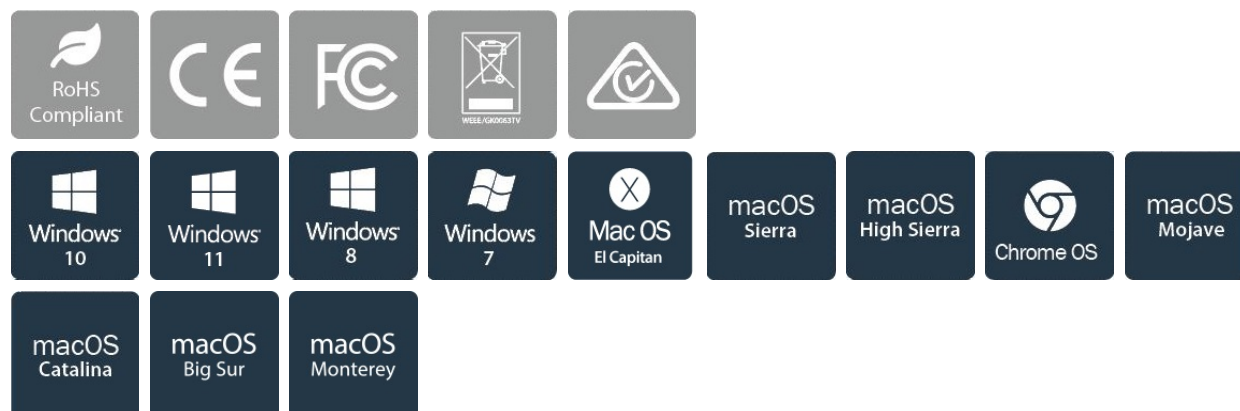 RoHS
Compliant
CE
FC
WEEE/GK0063TV
Windows
10
Windows
11
Windows
8
Windows
7
X
Mac OS
El Capitan
macOS
Sierra
macOS
High Sierra
Chrome OS
macOS
Mojave
macOS
Catalina
macOS
Big Sur
macOS
Monterey